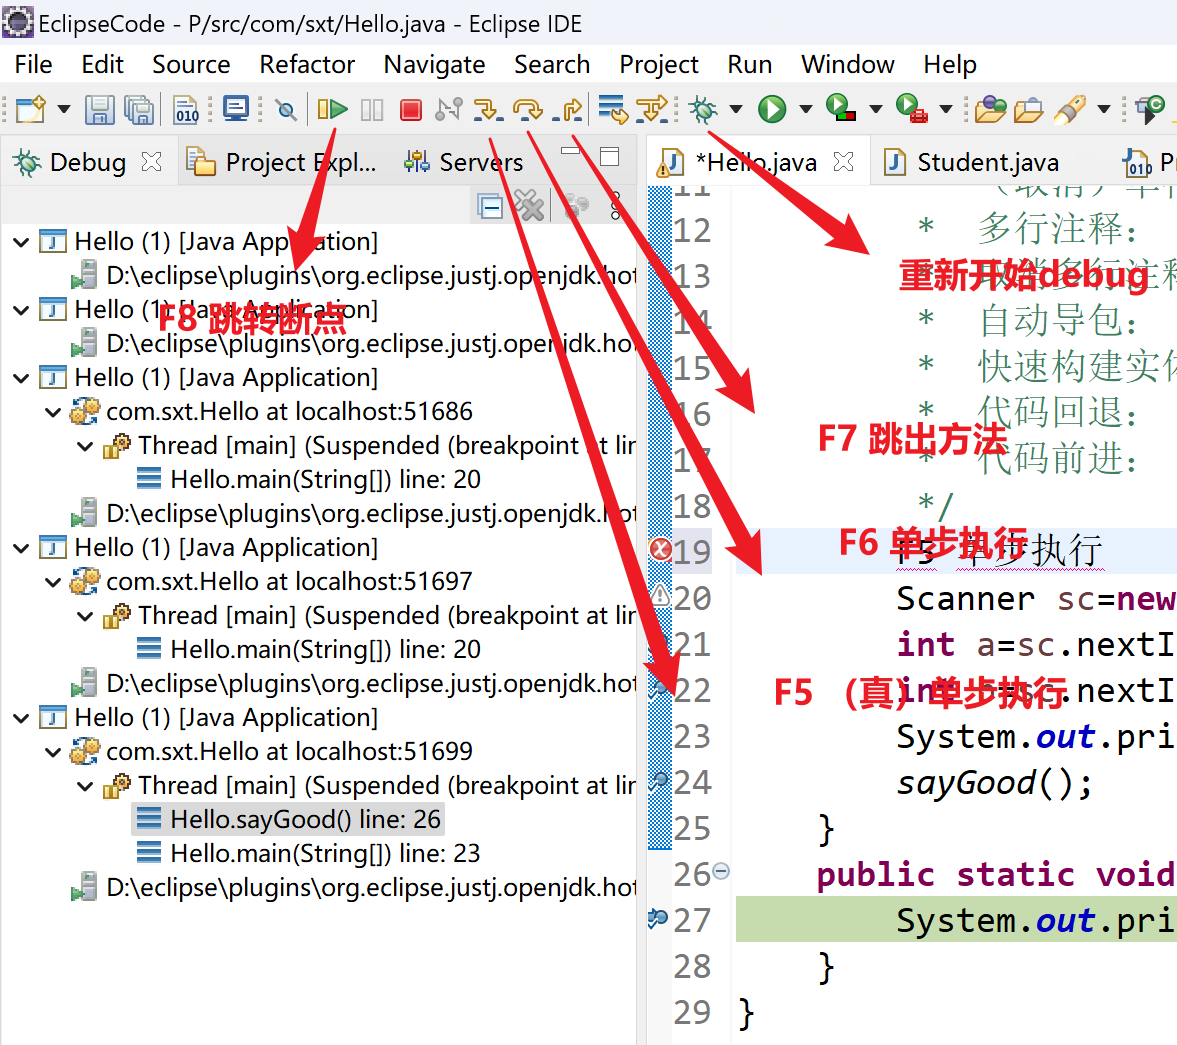 EclipseCode - P/src/com/sxt/Hello.java - Eclipse IDE
File Edit Source Refactor Navigate Search Project Run Window Help
Debug Project Expl... Servers
*Hello.java Student.java
Hello (1) [Java Application]
D:\eclipse\plugins\org.eclipse.justj.openjdk.hot
Hello (1) [Java Application]
D:\eclipse\plugins\org.eclipse.justj.openjdk.hot
Hello (1) [Java Application]
com.sxt.Hello at localhost:51686
Thread [main] (Suspended (breakpoint at lin
Hello.main(String[]) line: 20
D:\eclipse\plugins\org.eclipse.justj.openjdk.hot
Hello (1) [Java Application]
com.sxt.Hello at localhost:51697
Thread [main] (Suspended (breakpoint at lin
Hello.main(String[]) line: 20
D:\eclipse\plugins\org.eclipse.justj.openjdk.hot
Hello (1) [Java Application]
com.sxt.Hello at localhost:51699
Thread [main] (Suspended (breakpoint at lin
Hello.sayGood() line: 26
Hello.main(String[]) line: 23
D:\eclipse\plugins\org.eclipse.justj.openjdk.hot
F8 跳转断点
重新开始debug
F7 跳出方法
F6 单步执行
F5 （真）单步执行
11
12 * 多行注释：
13 取消多行注释
14 * 自动导包：
15 * 快速构建实体
16 * 代码回退：
17 * 代码前进：
18 */
19 F5 单步执行
20 Scanner sc=new
21 int a=sc.nextI
22 int b=sc.nextI
23 System.out.pri
24 sayGood();
25 }
26 public static void
27 System.out.pri
28 }
29 }